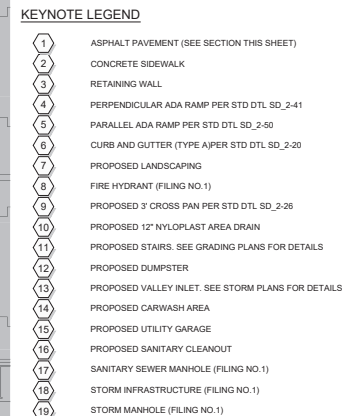 KEYNOTE LEGEND
1 ASPHALT PAVEMENT (SEE SECTION THIS SHEET)
2 CONCRETE SIDEWALK
3 RETAINING WALL
4 PERPENDICULAR ADA RAMP PER STD DTL SD_2-41
5 PARALLEL ADA RAMP PER STD DTL SD_2-50
6 CURB AND GUTTER (TYPE A)PER STD DTL SD_2-20
7 PROPOSED LANDSCAPING
8 FIRE HYDRANT (FILING NO.1)
9 PROPOSED 3' CROSS PAN PER STD DTL SD_2-26
10 PROPOSED 12" NYLOPLAST AREA DRAIN
11 PROPOSED STAIRS. SEE GRADING PLANS FOR DETAILS
12 PROPOSED DUMPSTER
13 PROPOSED VALLEY INLET. SEE STORM PLANS FOR DETAILS
14 PROPOSED CARWASH AREA
15 PROPOSED UTILITY GARAGE
16 PROPOSED SANITARY CLEANOUT
17 SANITARY SEWER MANHOLE (FILING NO.1)
18 STORM INFRASTRUCTURE (FILING NO.1)
19 STORM MANHOLE (FILING NO.1)